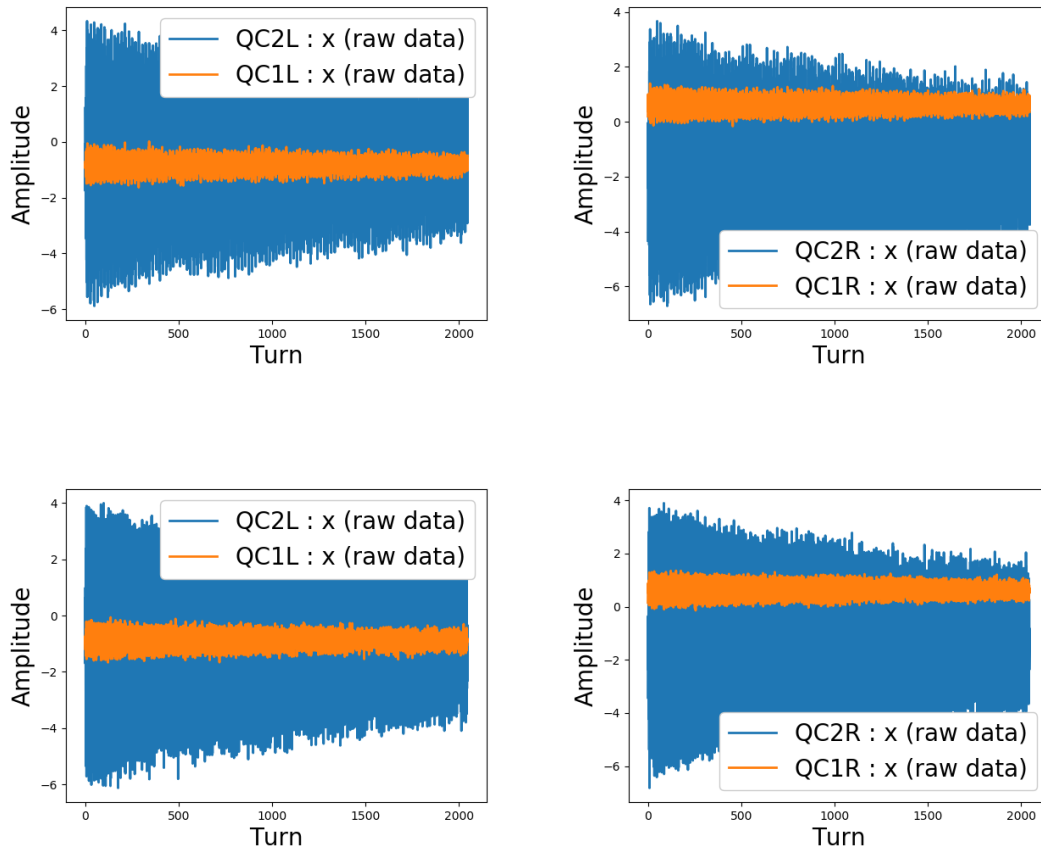 4
2
0
−2
−4
−6
Amplitude
QC2L : x (raw data)
QC1L : x (raw data)
0 500 1000 1500 2000
Turn
4
2
0
−2
−4
−6
Amplitude
QC2R : x (raw data)
QC1R : x (raw data)
0 500 1000 1500 2000
Turn
4
2
0
−2
−4
−6
Amplitude
QC2L : x (raw data)
QC1L : x (raw data)
0 500 1000 1500 2000
Turn
4
2
0
−2
−4
−6
Amplitude
QC2R : x (raw data)
QC1R : x (raw data)
0 500 1000 1500 2000
Turn